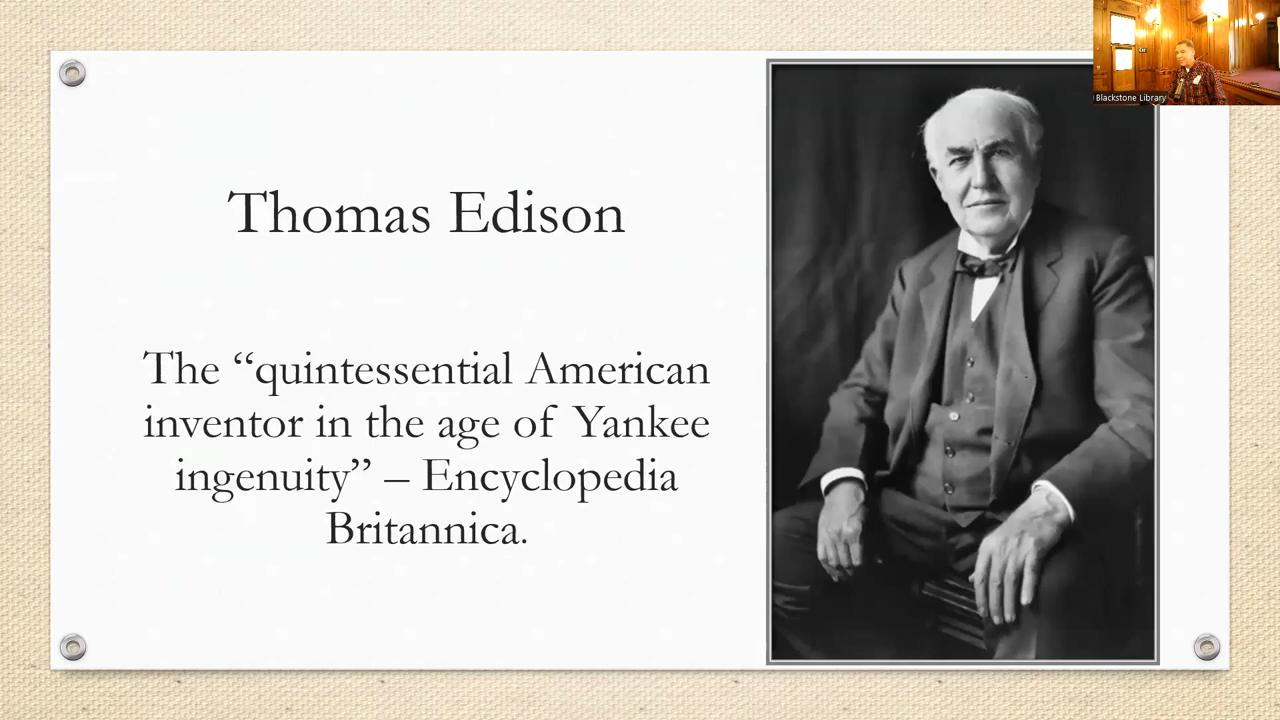 Blackstone Library
Thomas Edison
The “quintessential American
inventor in the age of Yankee
ingenuity” – Encyclopedia
Britannica.